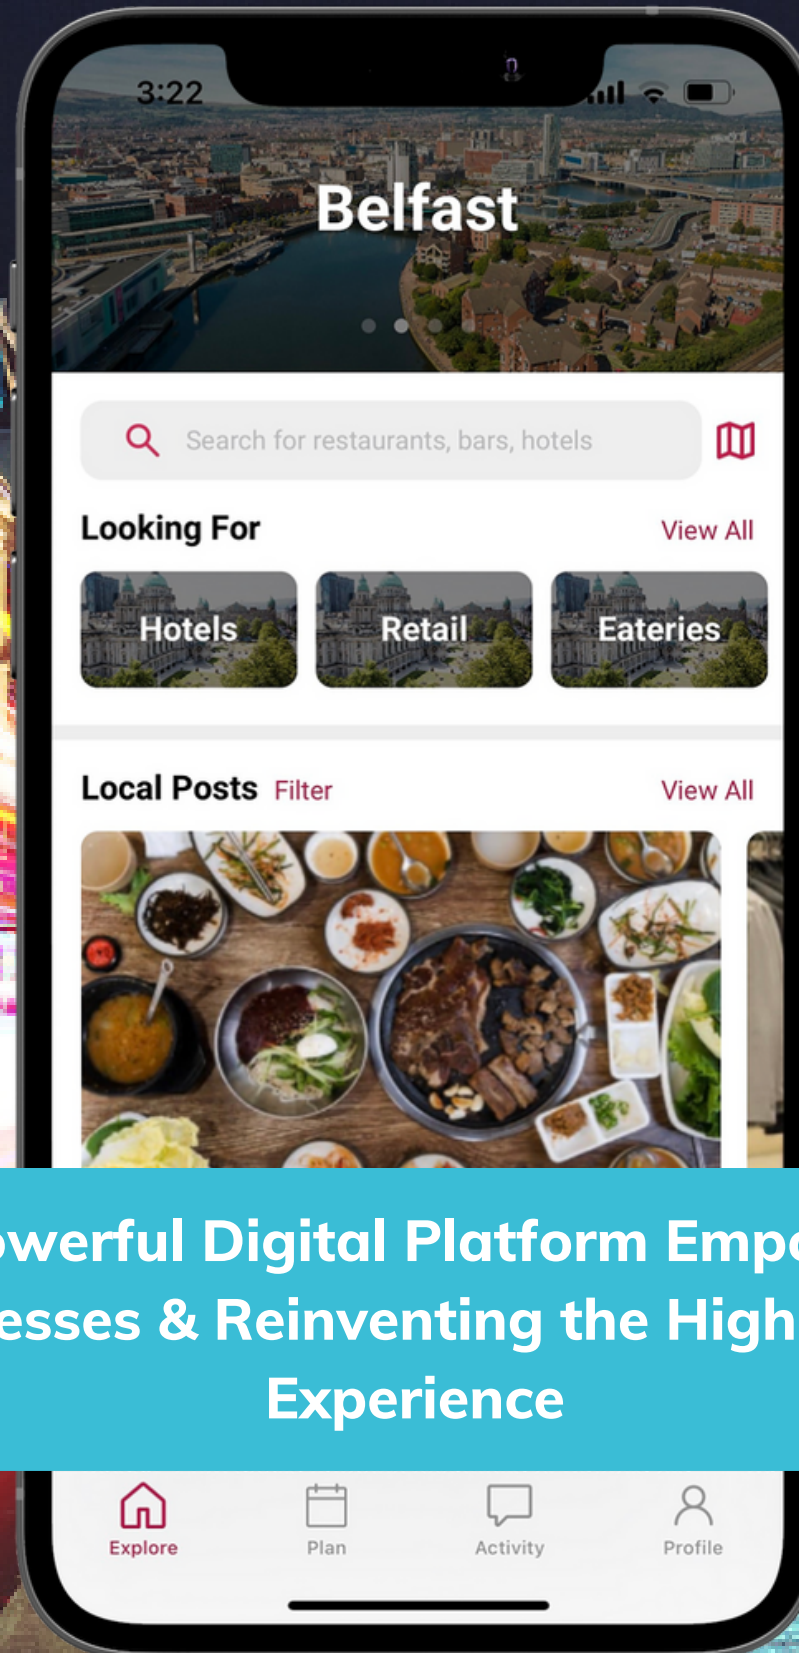 3:22
Belfast
Search for restaurants, bars, hotels
Looking For View All
Hotels Retail Eateries
Local Posts Filter View All
owerful Digital Platform Emp
esses & Reinventing the High
Experience
Explore Plan Activity Profile